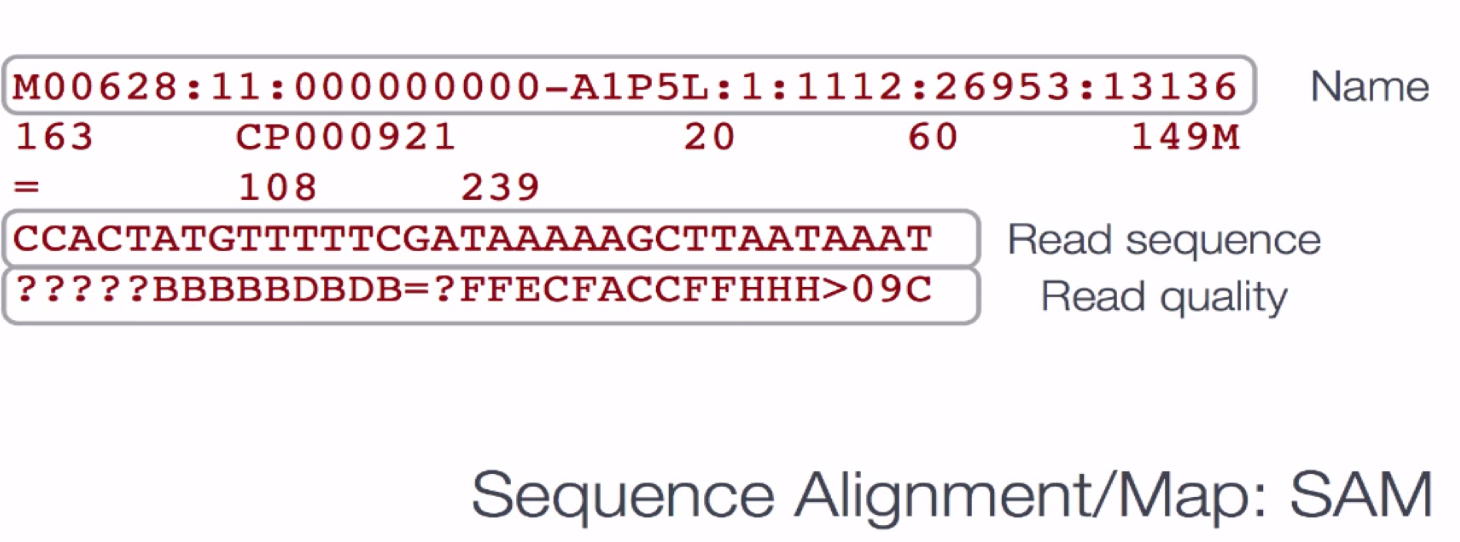 M00628:11:000000000-A1P5L:1:1112:26953:13136 Name
163 CP000921 20 60 149M
= 108 239
CCACTATGTTTTTCGATAAAAAGCTTAATAAAT Read sequence
?????BBBBBDBDB=?FFECFACCFFHHH>09C Read quality
Sequence Alignment/Map: SAM